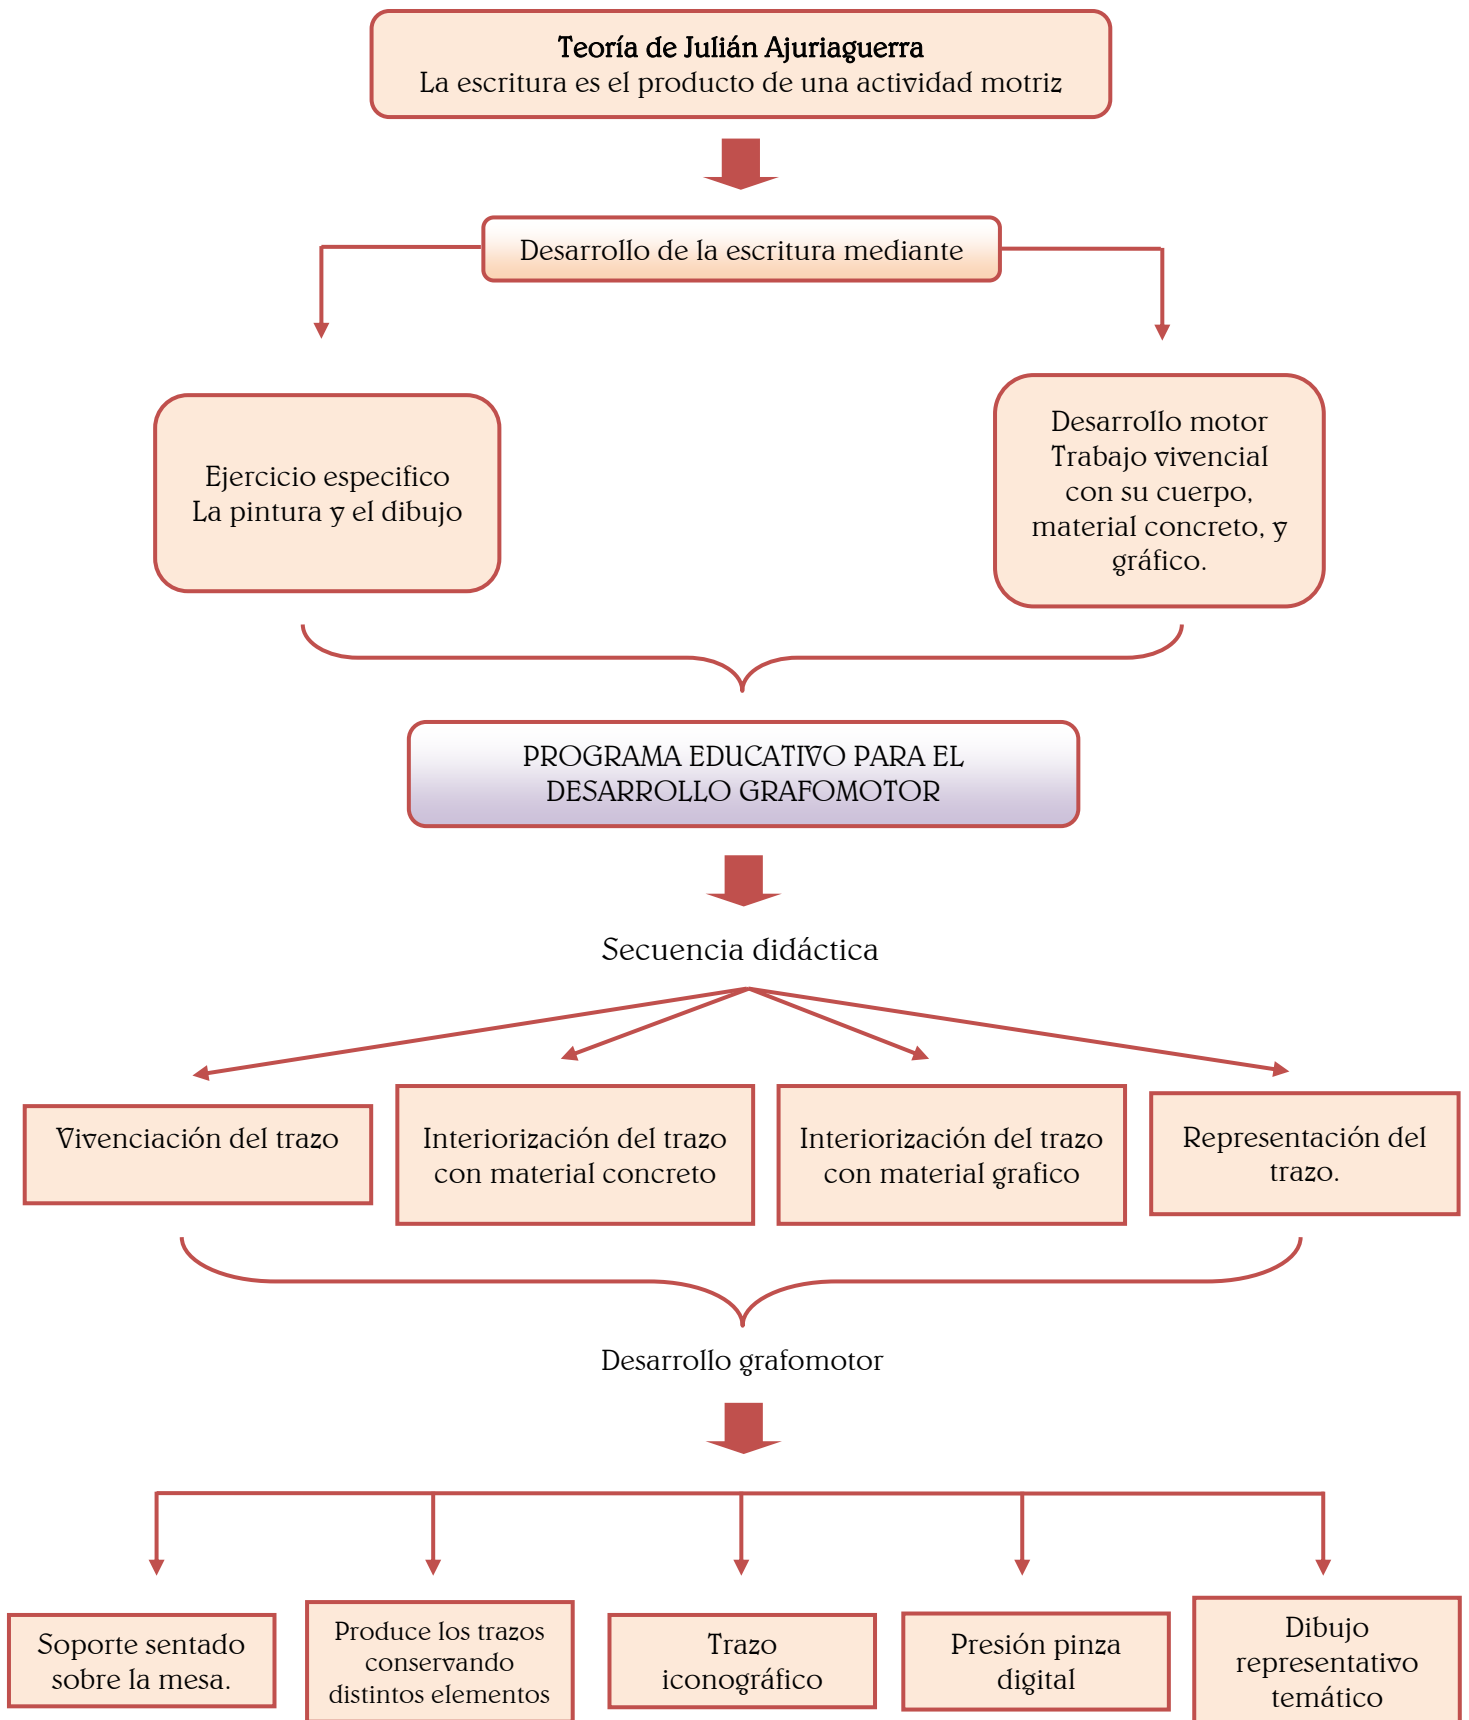 Teoría de Julián Ajuriaguerra
La escritura es el producto de una actividad motriz
Desarrollo de la escritura mediante
Ejercicio especifico
La pintura y el dibujo
Desarrollo motor
Trabajo vivencial
con su cuerpo,
material concreto, y
gráfico.
PROGRAMA EDUCATIVO PARA EL
DESARROLLO GRAFOMOTOR
Secuencia didáctica
Vivenciación del trazo
Interiorización del trazo
con material concreto
Interiorización del trazo
con material grafico
Representación del
trazo.
Desarrollo grafomotor
Soporte sentado
sobre la mesa.
Produce los trazos
conservando
distintos elementos
Trazo
iconográfico
Presión pinza
digital
Dibujo
representativo
temático